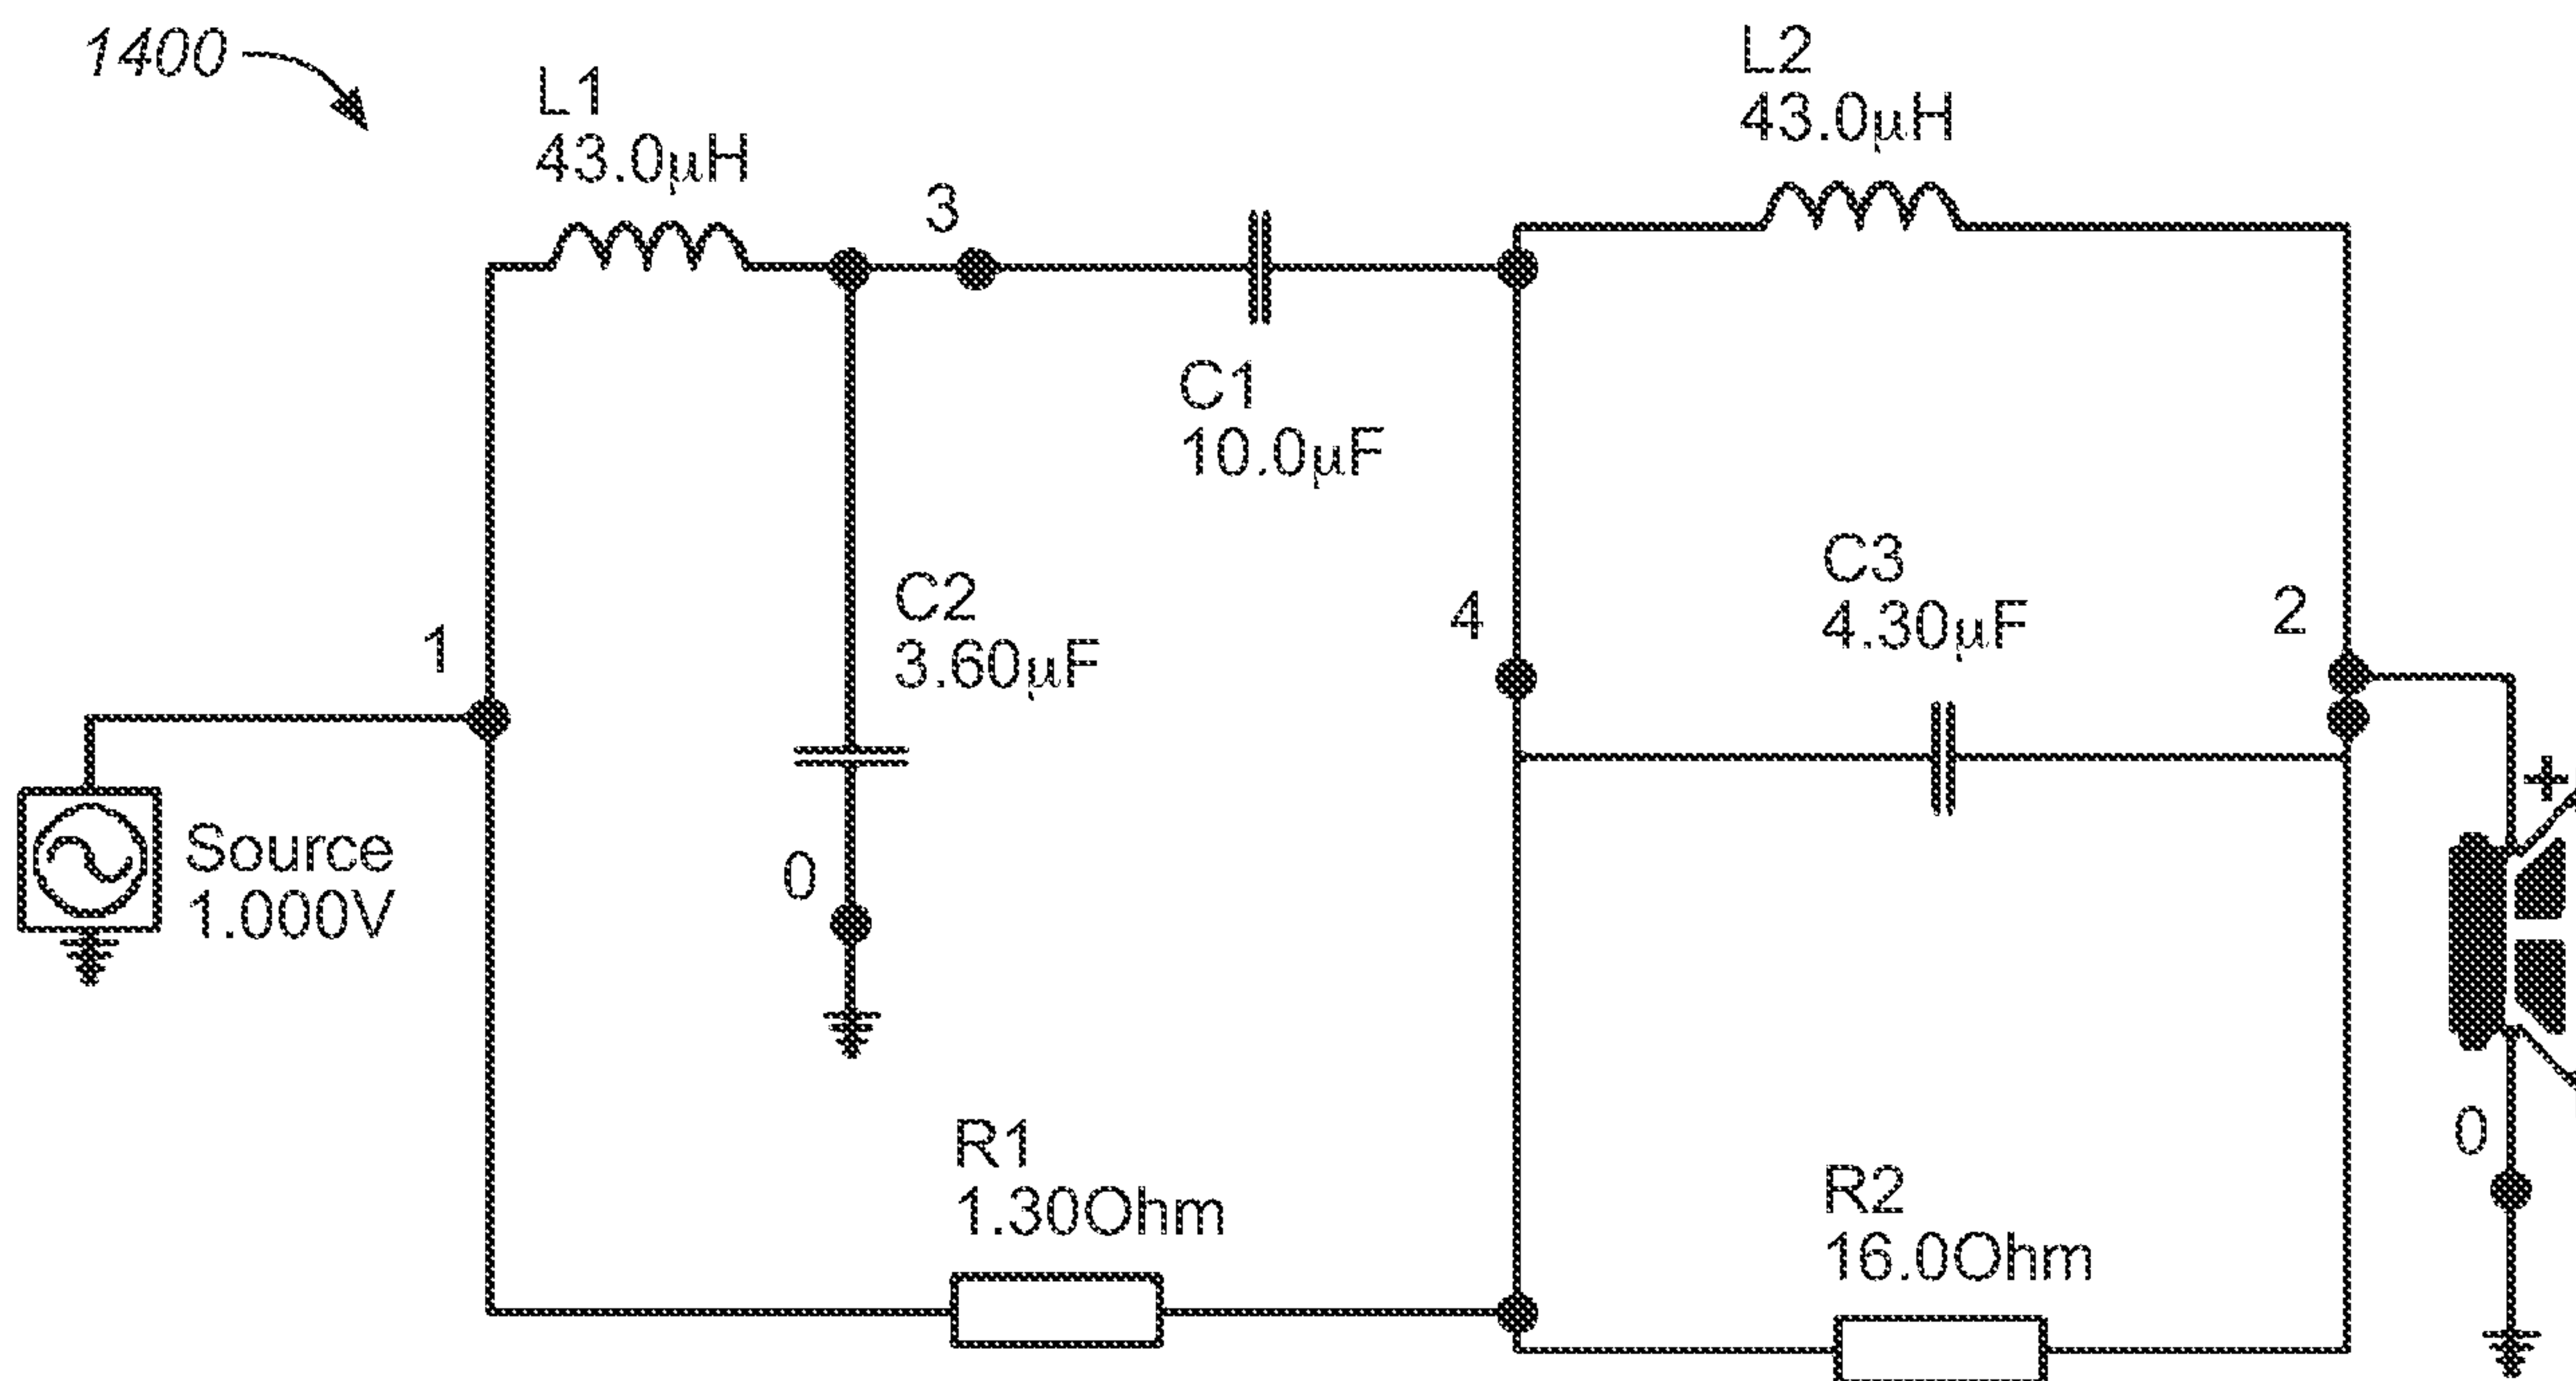 1400
L1
43.0µH
L2
43.0µH
3
C1
10.0µF
C2
3.60µF
C3
4.30µF
1
4
2
Source
1.000V
0
+
R1
1.30Ohm
R2
16.0Ohm
0